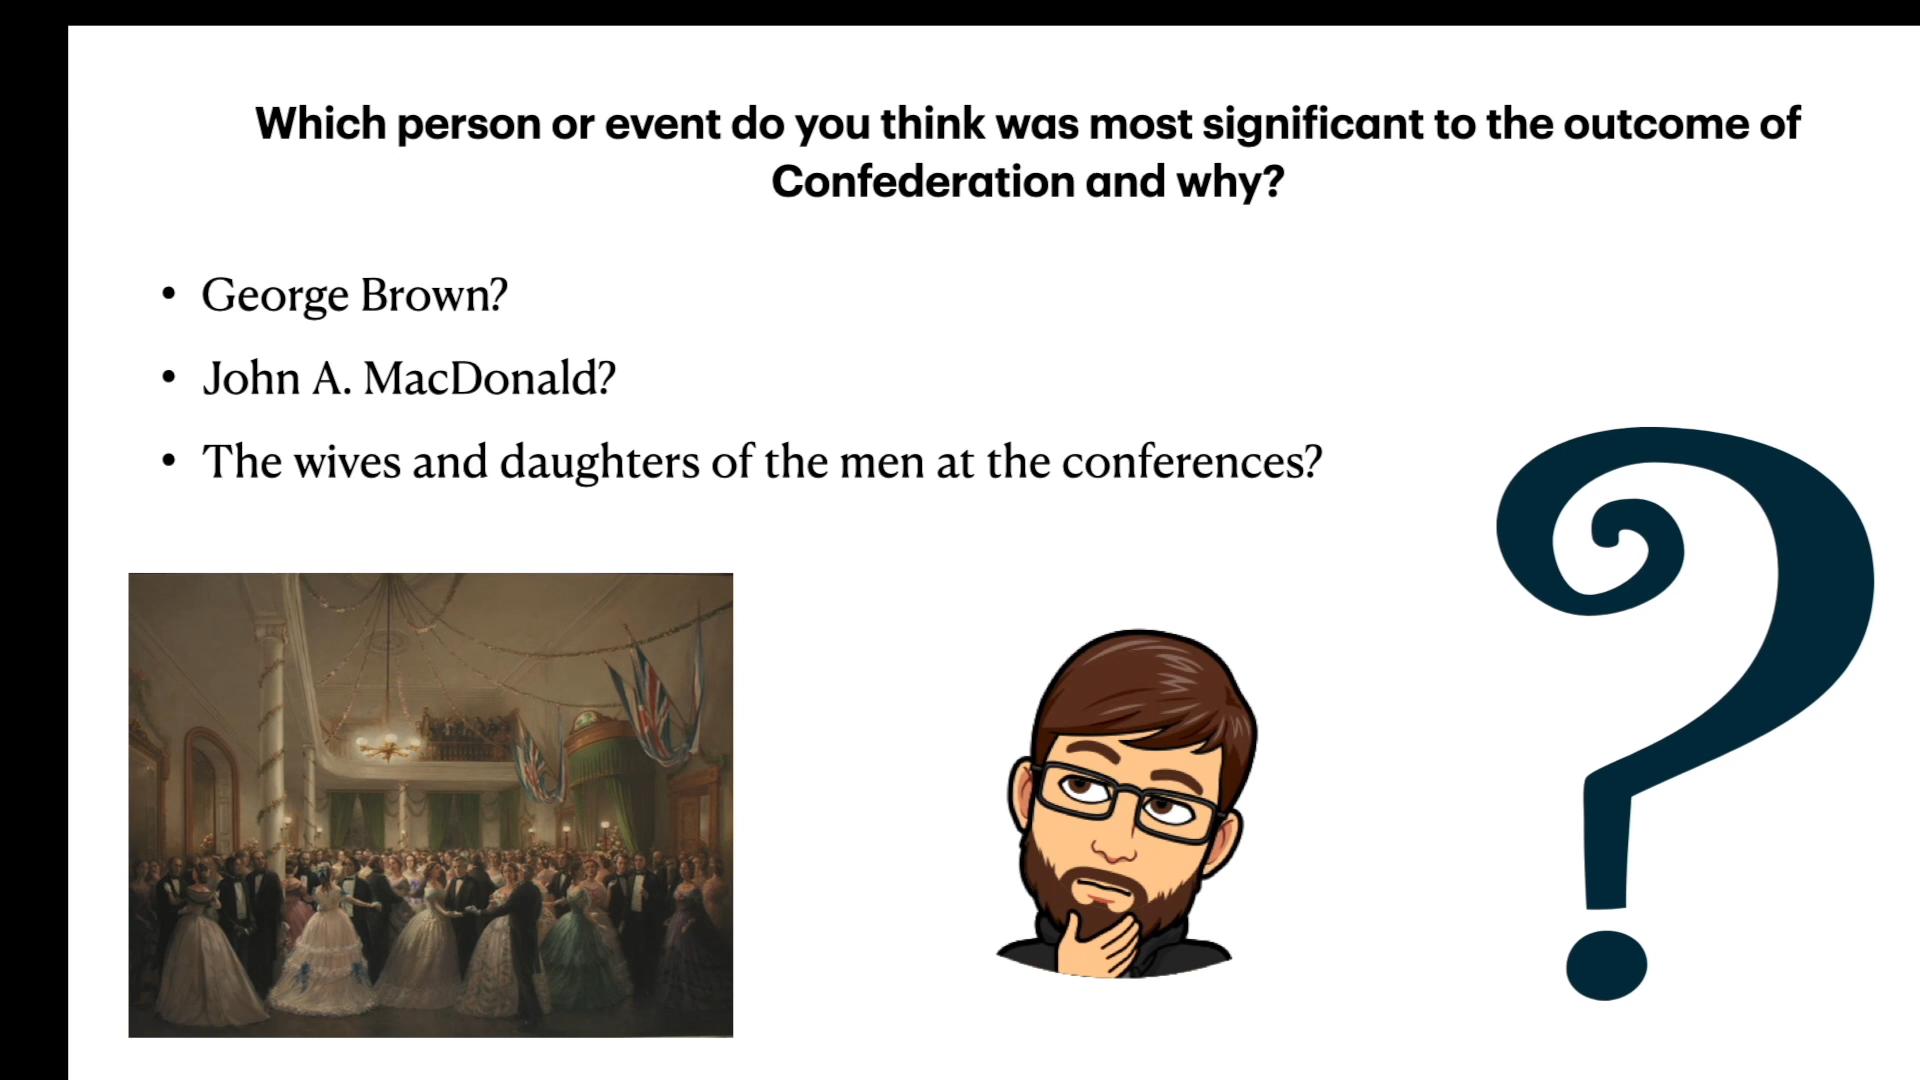 Which person or event do you think was most significant to the outcome of
Confederation and why?
• George Brown?
• John A. MacDonald?
• The wives and daughters of the men at the conferences?
?